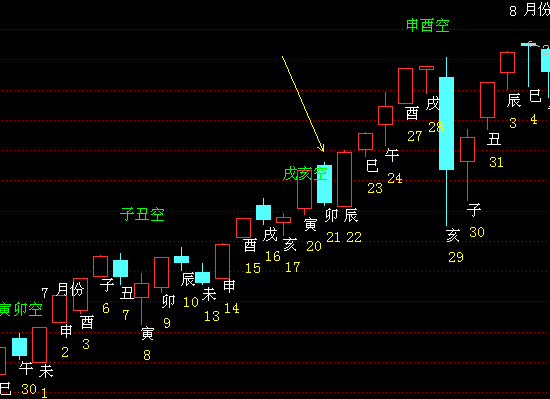 8 月份
申酉空
戌亥空
子丑空
7 月份
寅卯空
巳
午
30
未
1
申
2
酉
3
子
6
丑
7
寅
8
卯
9
辰
10
未
13
申
14
酉
15
戌
16
亥
17
寅
20
卯
21
辰
22
巳
23
午
24
酉
27
戌
28
亥
29
子
30
丑
31
辰
3
巳
4